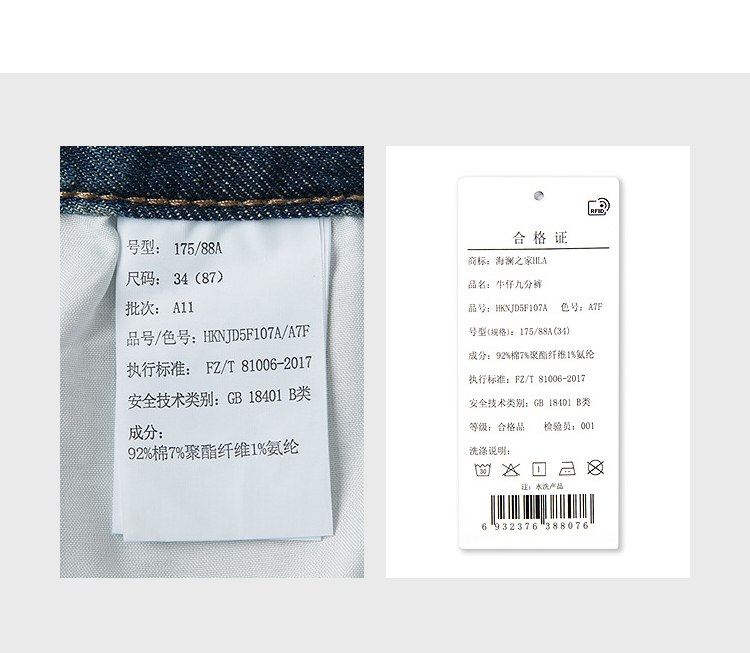 号型: 175/88A
尺码: 34 (87)
批次: A11
品号/色号: HKNJD5F107A/A7F
执行标准: FZ/T 81006-2017
安全技术类别: GB 18401 B类
成分:
92%棉7%聚酯纤维1%氨纶
RFID
合格证
商标: 海澜之家HLA
品名: 牛仔九分裤
品号: HKNJD5F107A 色号: A7F
号型(规格): 175/88A(34)
成分: 92%棉7%聚酯纤维1%氨纶
执行标准: FZ/T 81006-2017
安全技术类别: GB 18401 B类
等级: 合格品 检验员: 001
洗涤说明:
30
注: 水洗产品
6 932376 388076